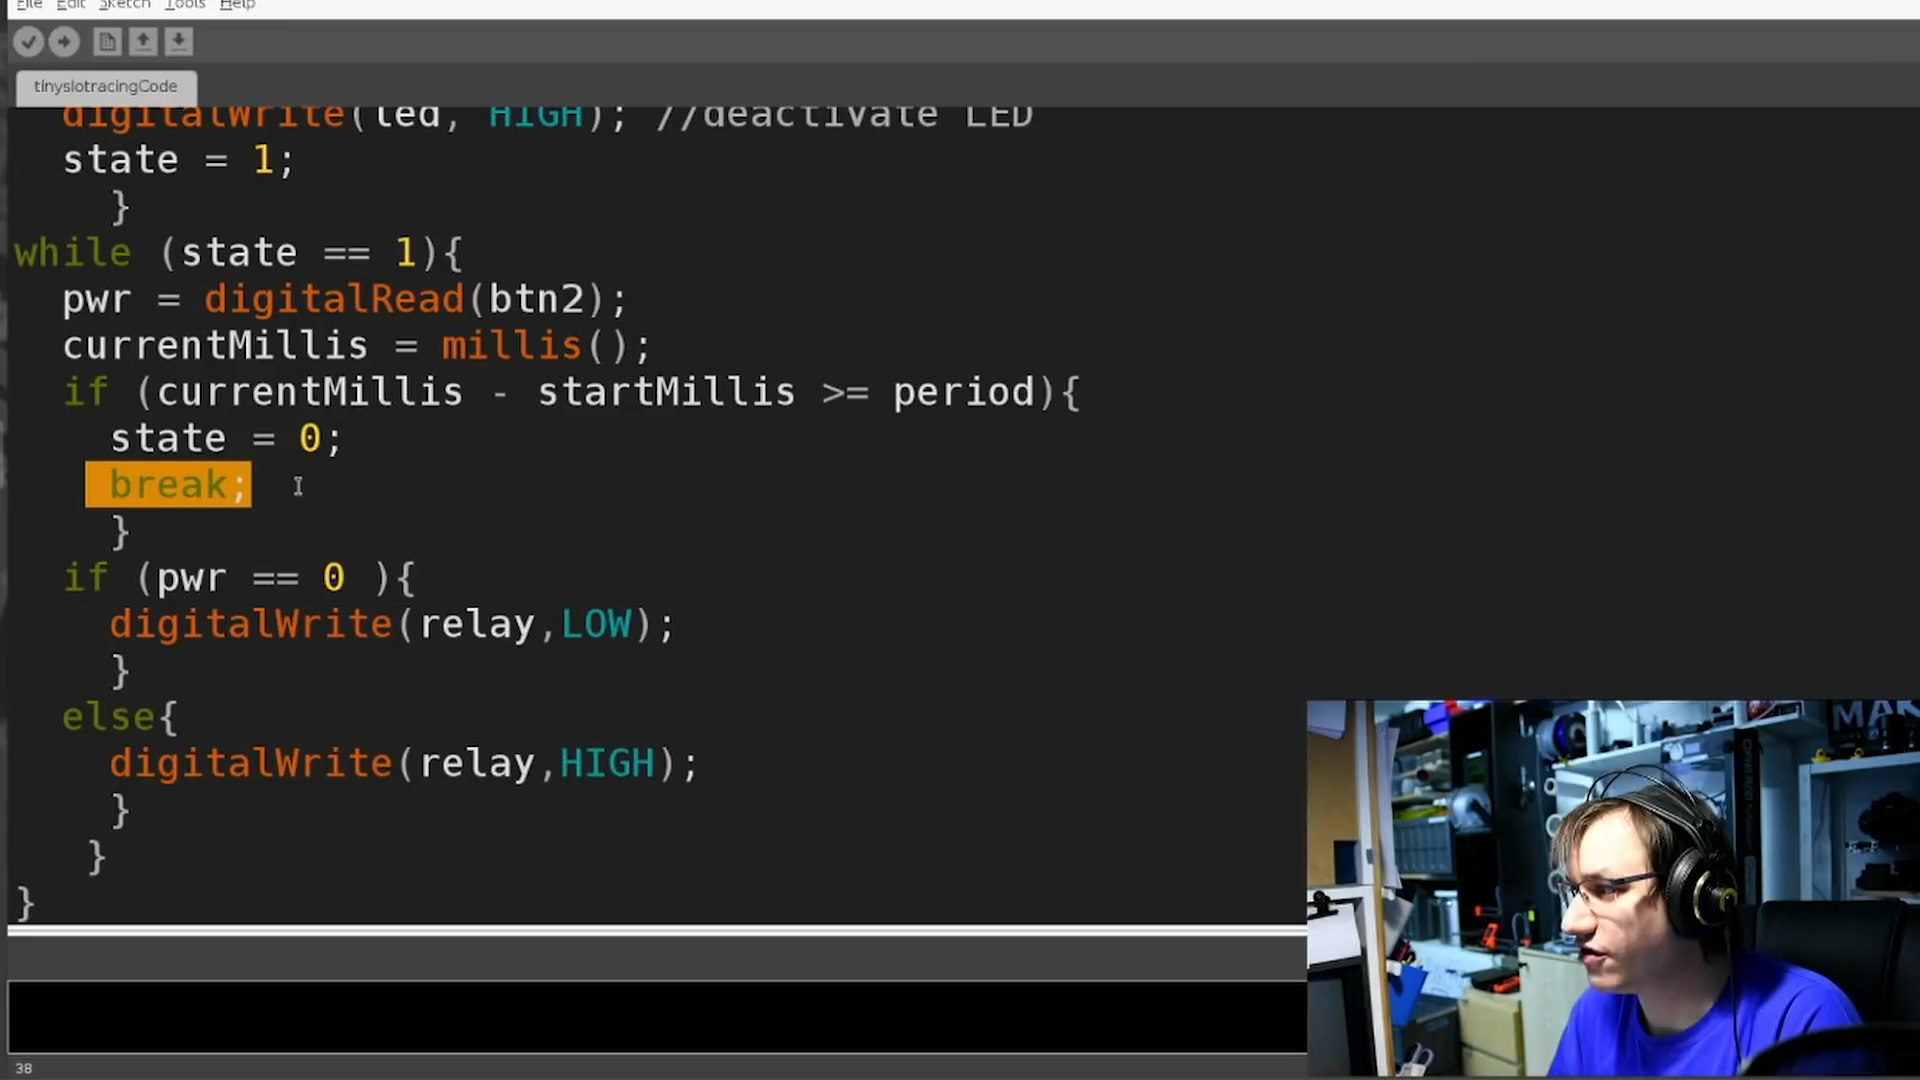 File Edit Sketch Tools Help
tinyslotracingCode
digitalWrite(led, HIGH); //deactivate LED
state = 1;
}
while (state == 1){
pwr = digitalRead(btn2);
currentMillis = millis();
if (currentMillis - startMillis >= period){
state = 0;
break;
}
if (pwr == 0 ){
digitalWrite(relay,LOW);
}
else{
digitalWrite(relay,HIGH);
}
}
}
38